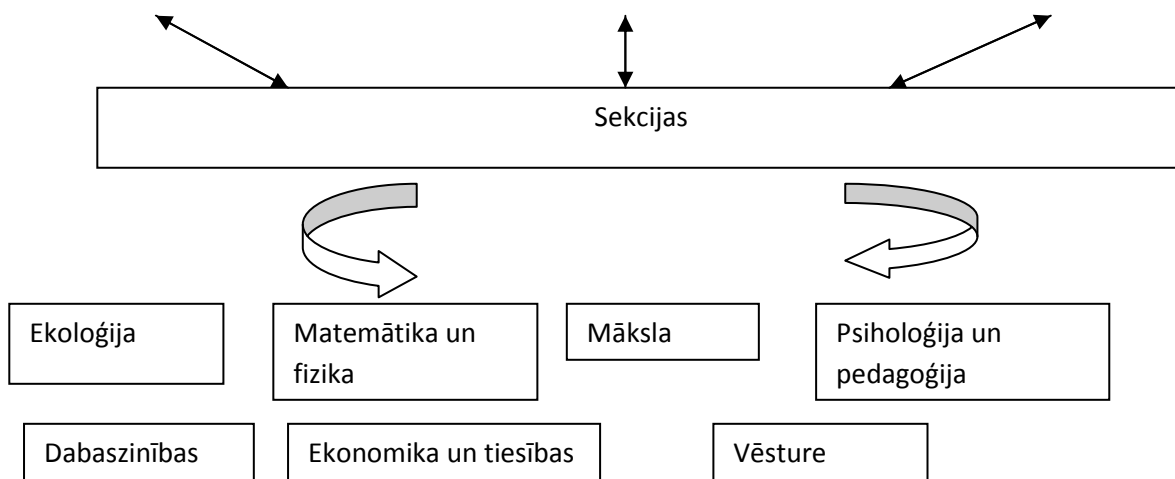 Sekcijas
Ekoloģija
Matemātika un
fizika
Māksla
Psiholoģija un
pedagoģija
Dabaszinības
Ekonomika un tiesības
Vēsture